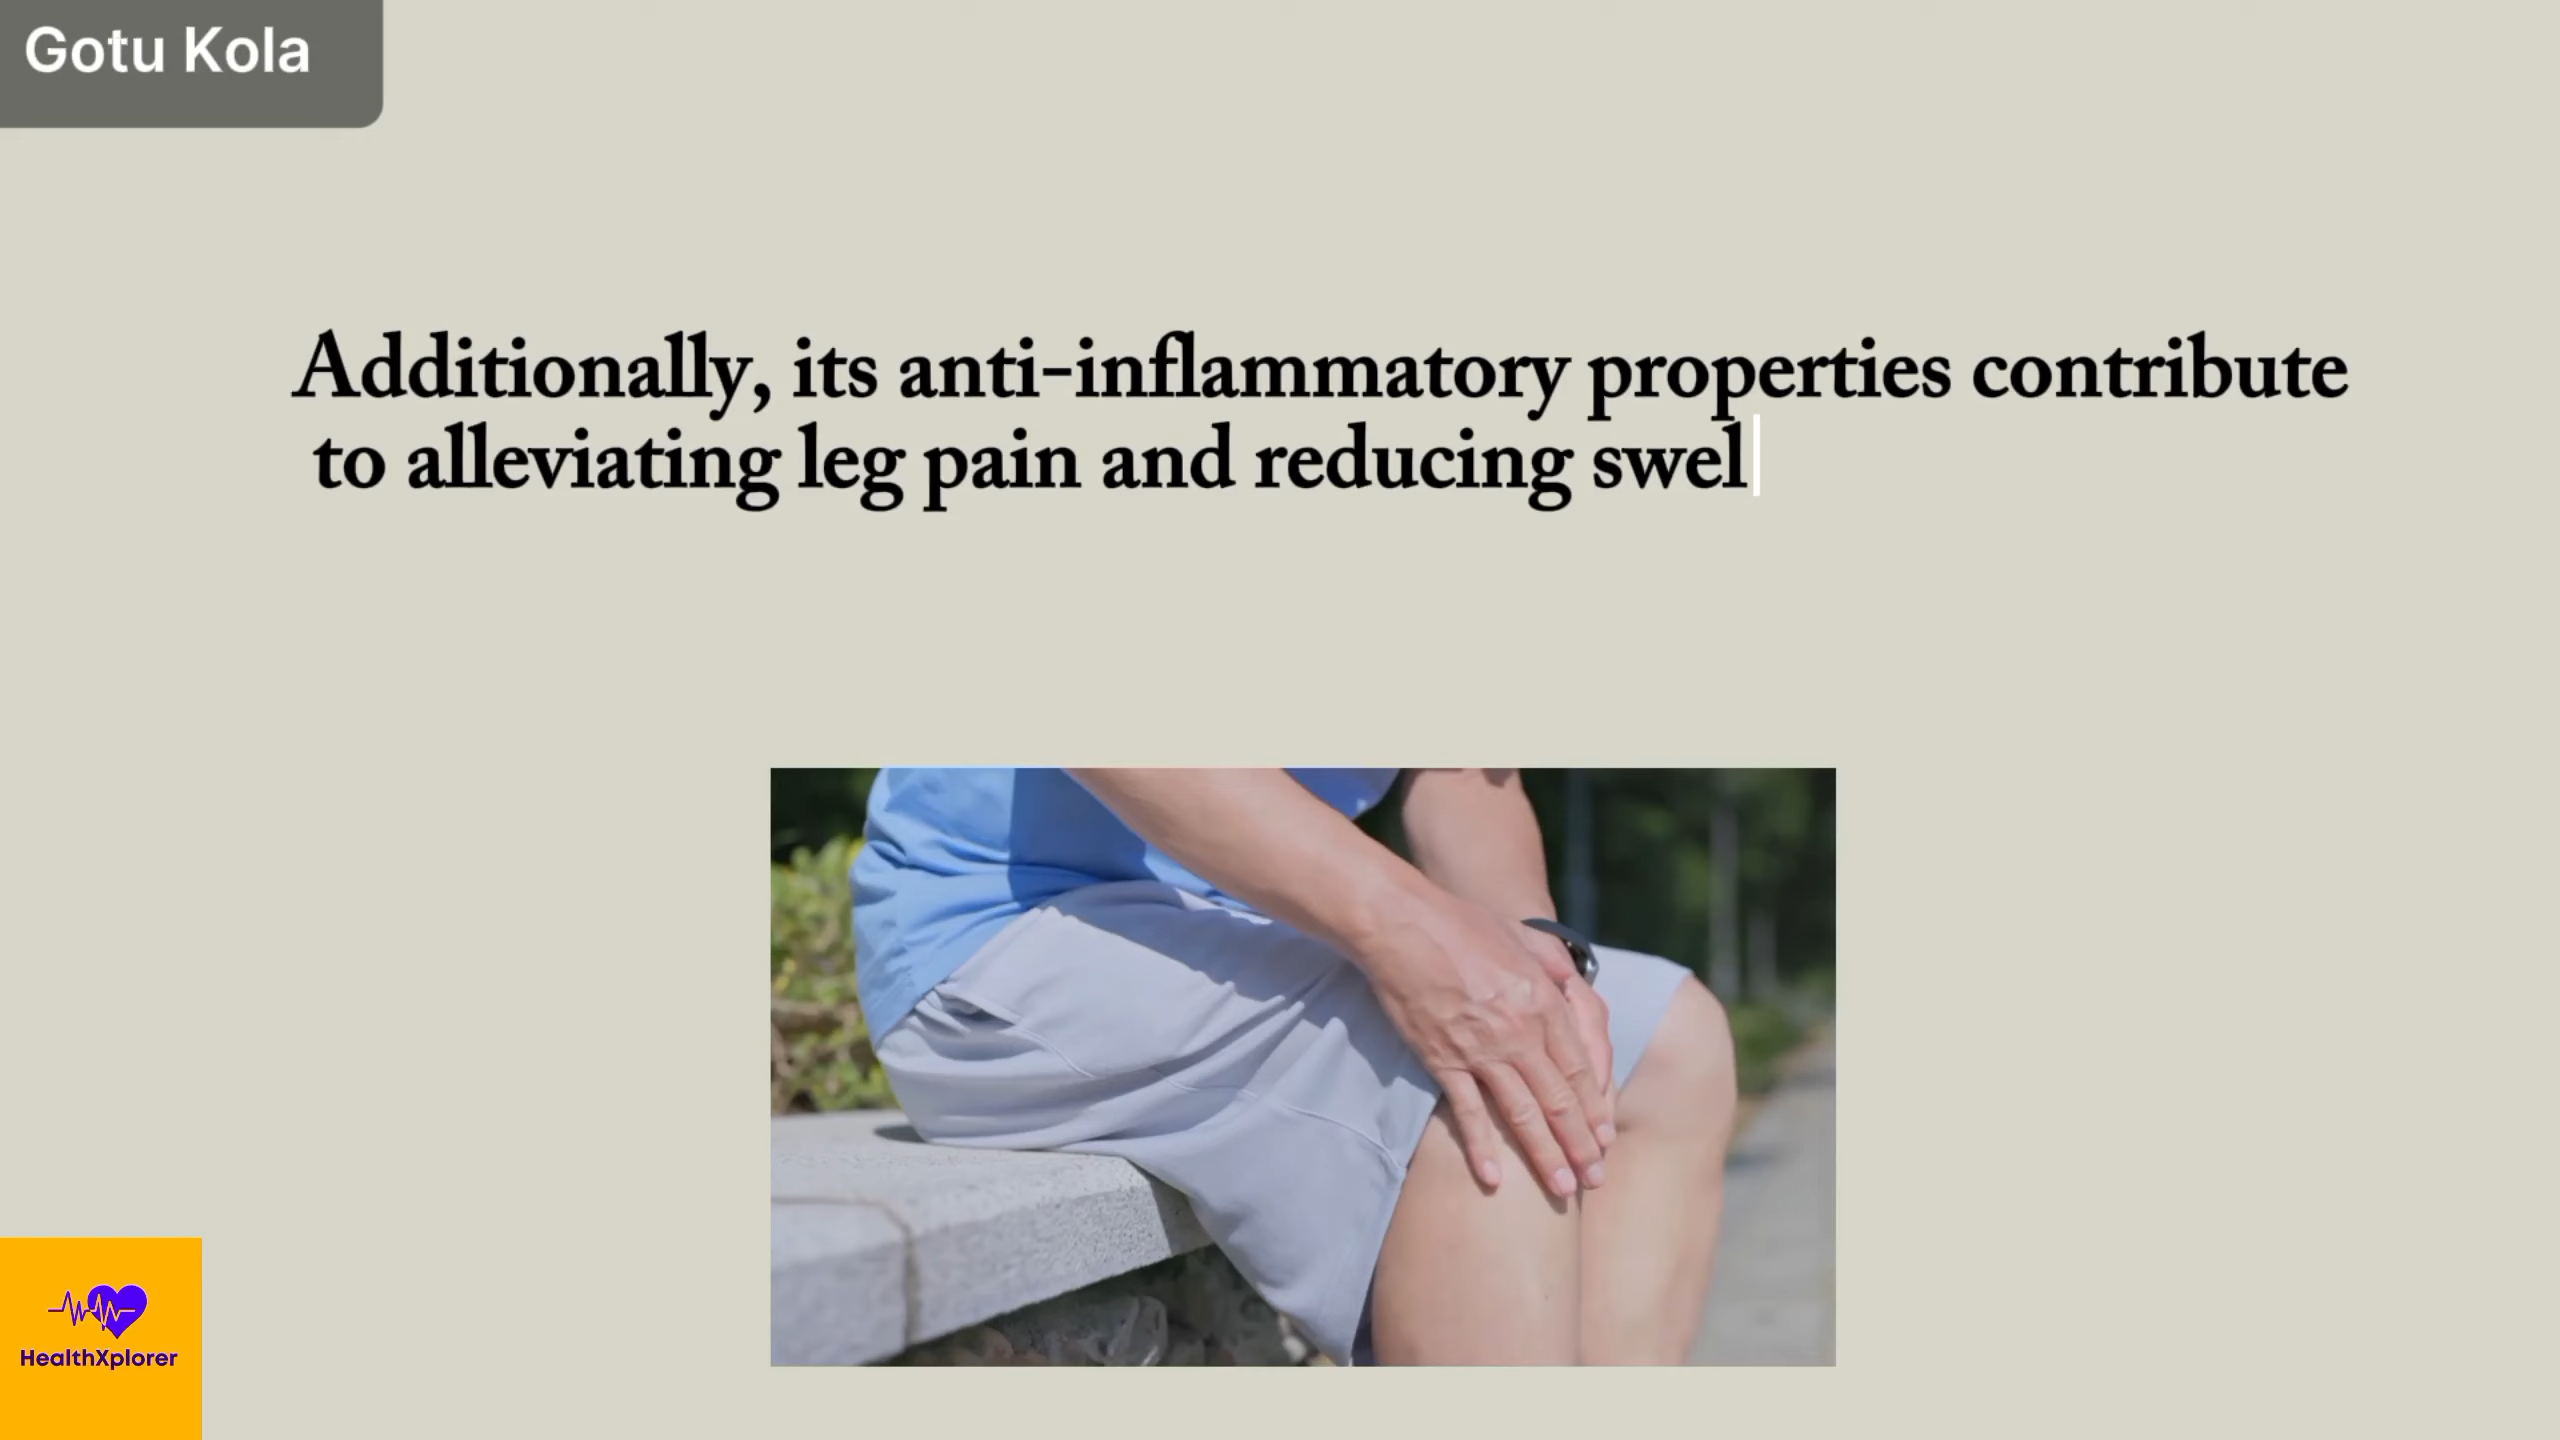 Gotu Kola
Additionally, its anti-inflammatory properties contribute
to alleviating leg pain and reducing swel
HealthXplorer